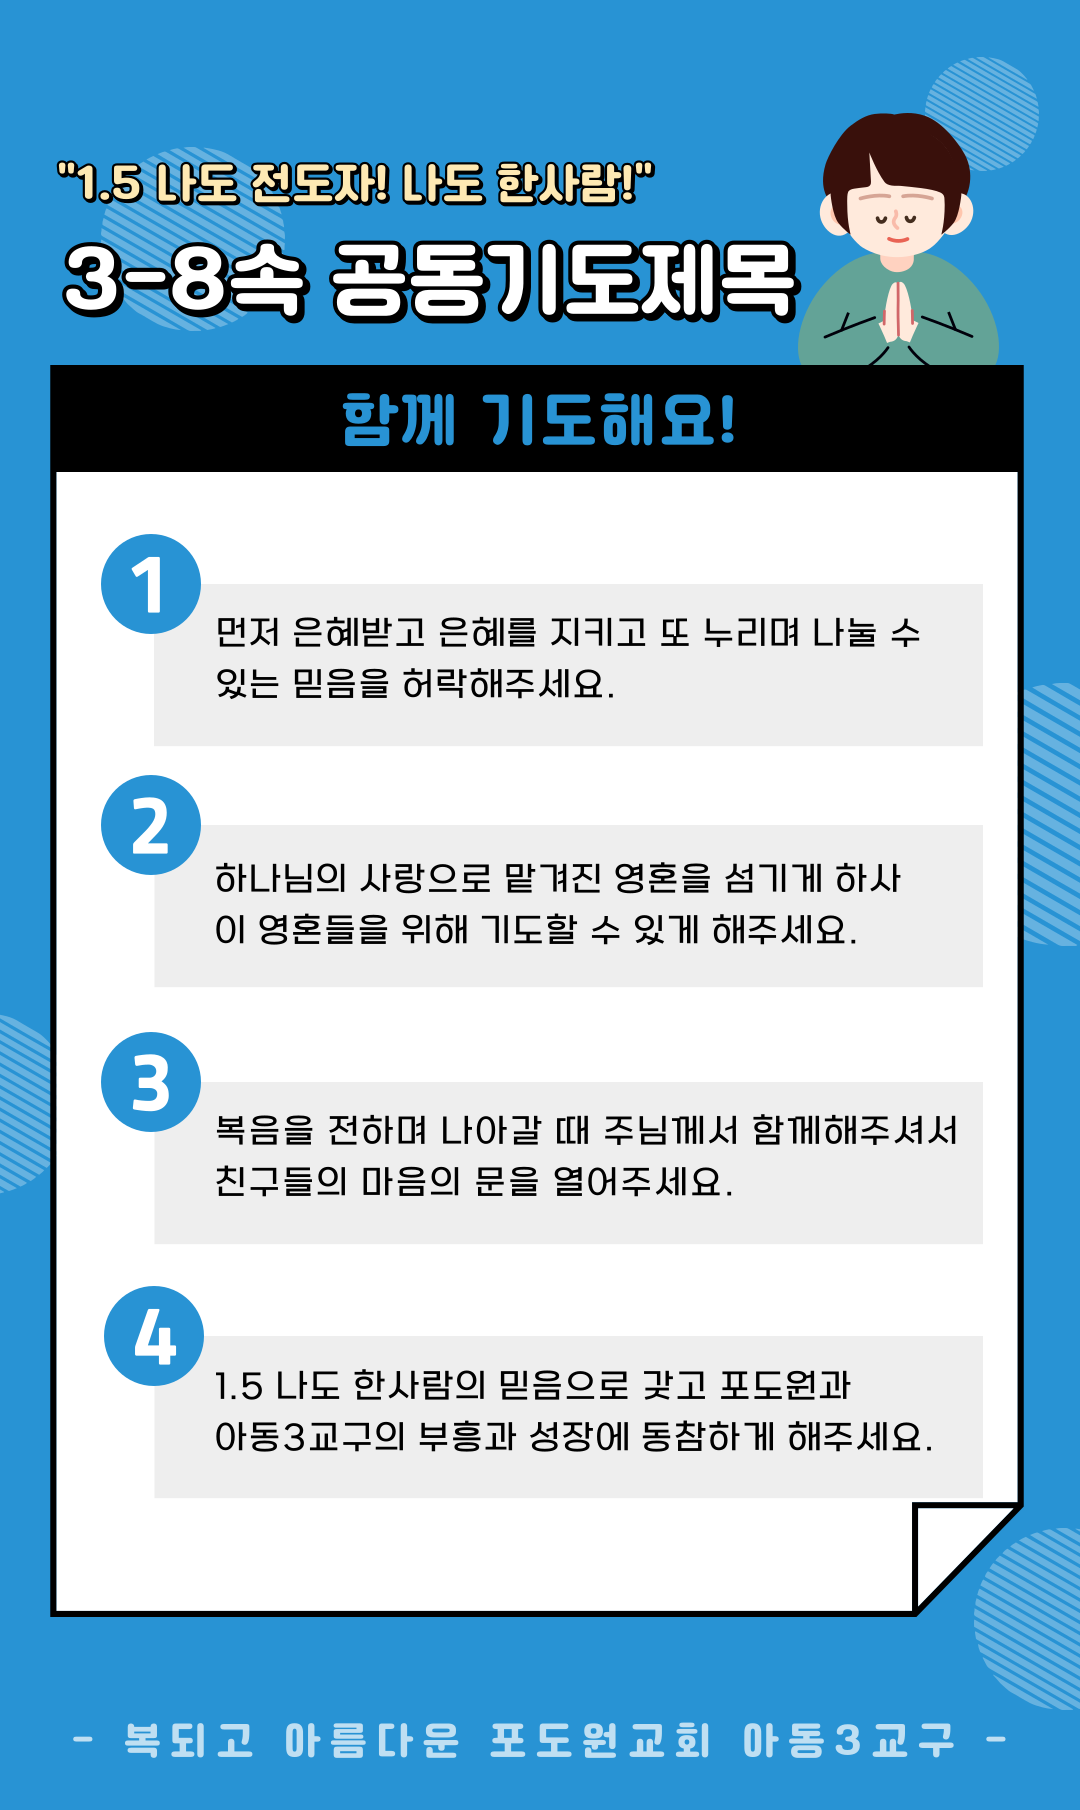 "1.5 나도 전도자! 나도 한사람!"
3-8속 공동기도제목
함께 기도해요!
1
먼저 은혜받고 은혜를 지키고 또 누리며 나눌 수
있는 믿음을 허락해주세요.
2
하나님의 사랑으로 맡겨진 영혼을 섬기게 하사
이 영혼들을 위해 기도할 수 있게 해주세요.
3
복음을 전하며 나아갈 때 주님께서 함께해주셔서
친구들의 마음의 문을 열어주세요.
4
1.5 나도 한사람의 믿음으로 갖고 포도원과
아동3교구의 부흥과 성장에 동참하게 해주세요.
- 복되고 아름다운 포도원교회 아동3교구 -